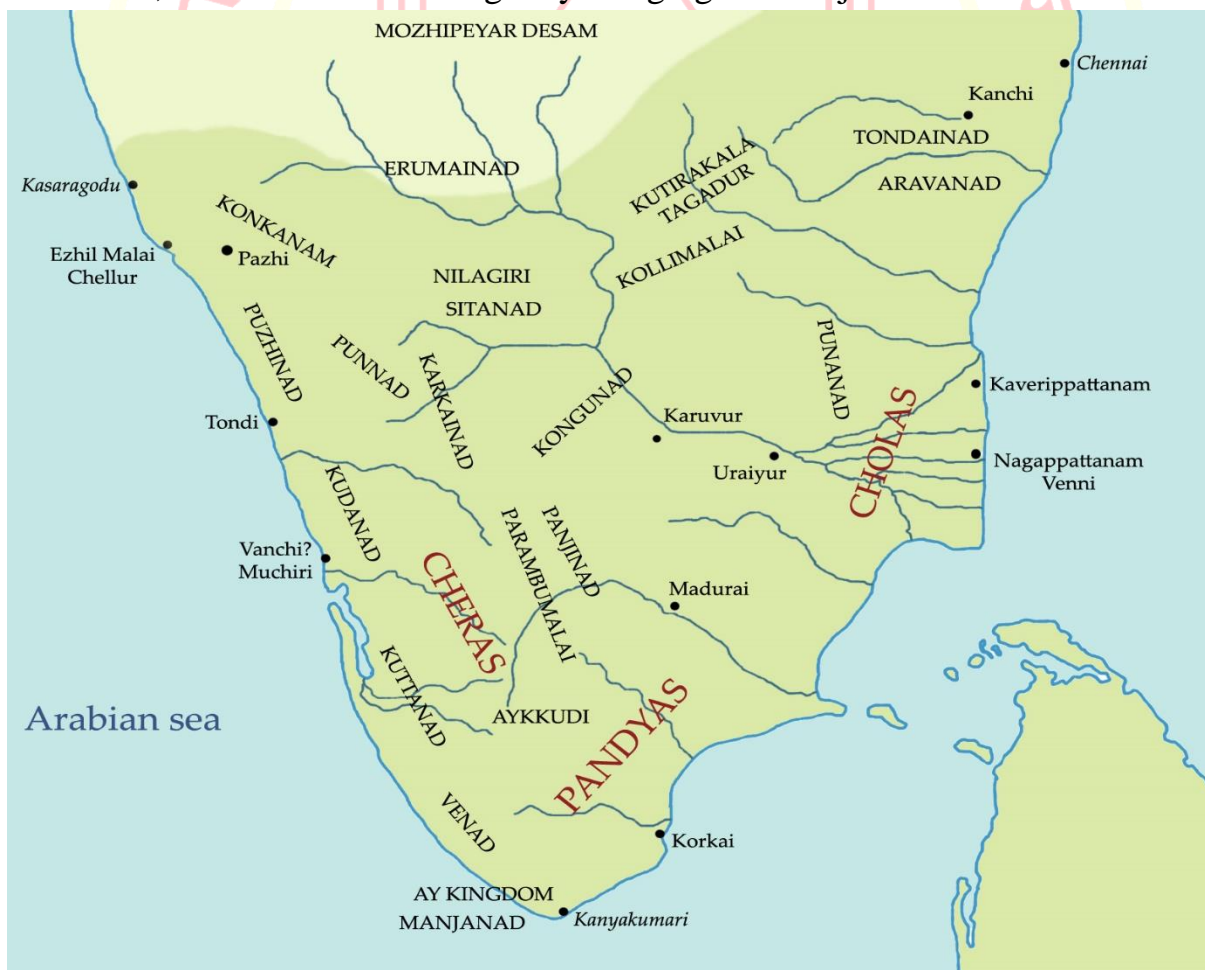 MOZHIPEYAR DESAM
Chennai
Kanchi
TONDAINAD
ERUMAINAD
KUTIRAKALA
TAGADUR
ARAVANAD
Kasaragodu
KONKANAM
Ezhil Malai
Chellur
Pazhi
KOLLIMALAI
NILAGIRI
SITANAD
PUZHINAD
PUNNAD
KARKAINAD
PUNANAD
KONGUNAD
Kaverippattanam
Tondi
Karuvur
CHOLAS
Uraiyur
Nagappattanam
Venni
KUDANAD
Vanchi?
Muchiri
CHERAS
PARAMBUMALAI
PANJINAD
Madurai
KUTTANAD
Arabian sea
AYKKUDI
PANDYAS
VENAD
Korkai
AY KINGDOM
MANJANAD
Kanyakumari